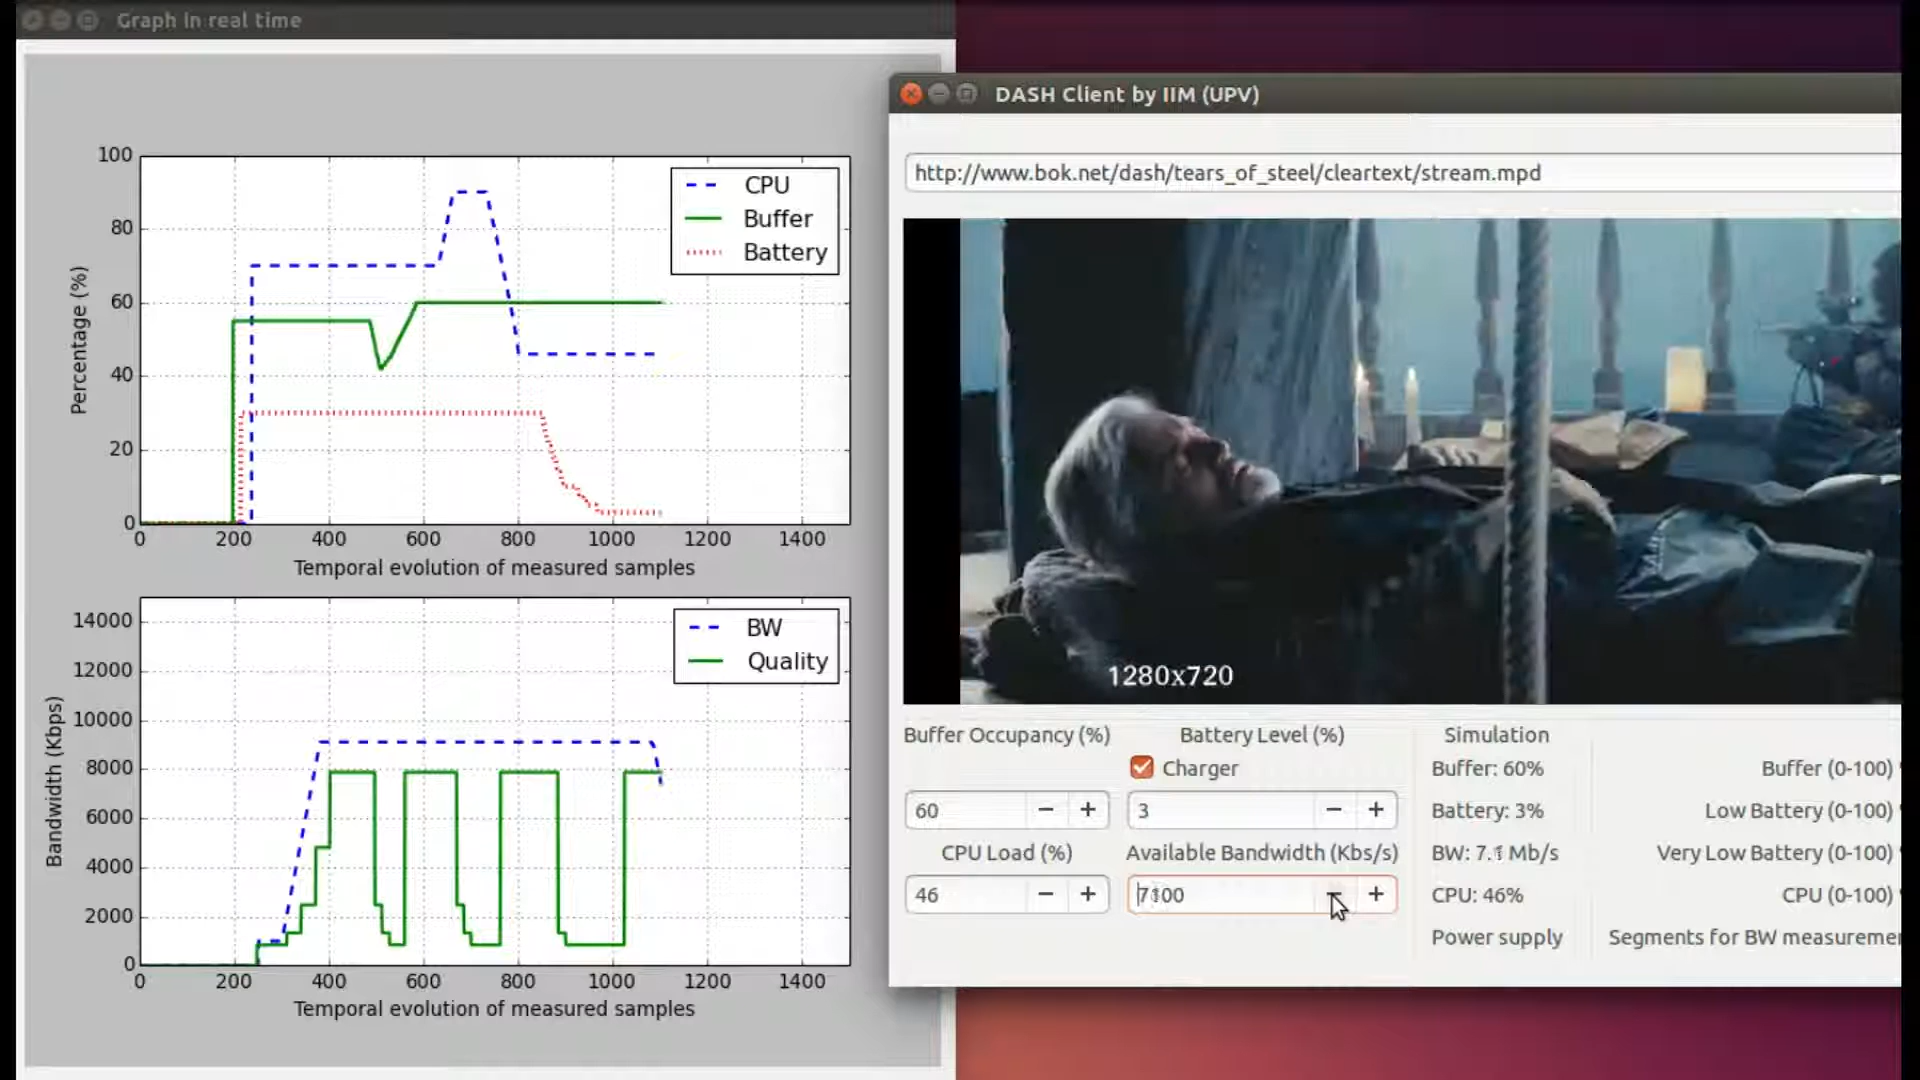 Graph in real time
100
80
60
40
20
0
Percentage (%)
CPU
Buffer
Battery
0 200 400 600 800 1000 1200 1400
Temporal evolution of measured samples
14000
12000
10000
8000
6000
4000
2000
0
Bandwidth (Kbps)
BW
Quality
0 200 400 600 800 1000 1200 1400
Temporal evolution of measured samples
DASH Client by IIM (UPV)
http://www.bok.net/dash/tears_of_steel/cleartext/stream.mpd
1280x720
Buffer Occupancy (%) Battery Level (%) Simulation
Charger Buffer: 60% Buffer (0-100)
60 − + 3 − + Battery: 3% Low Battery (0-100)
CPU Load (%) Available Bandwidth (Kbs/s) BW: 7.1 Mb/s Very Low Battery (0-100)
46 − + 7100 − + CPU: 46% CPU (0-100)
Power supply Segments for BW measuremen